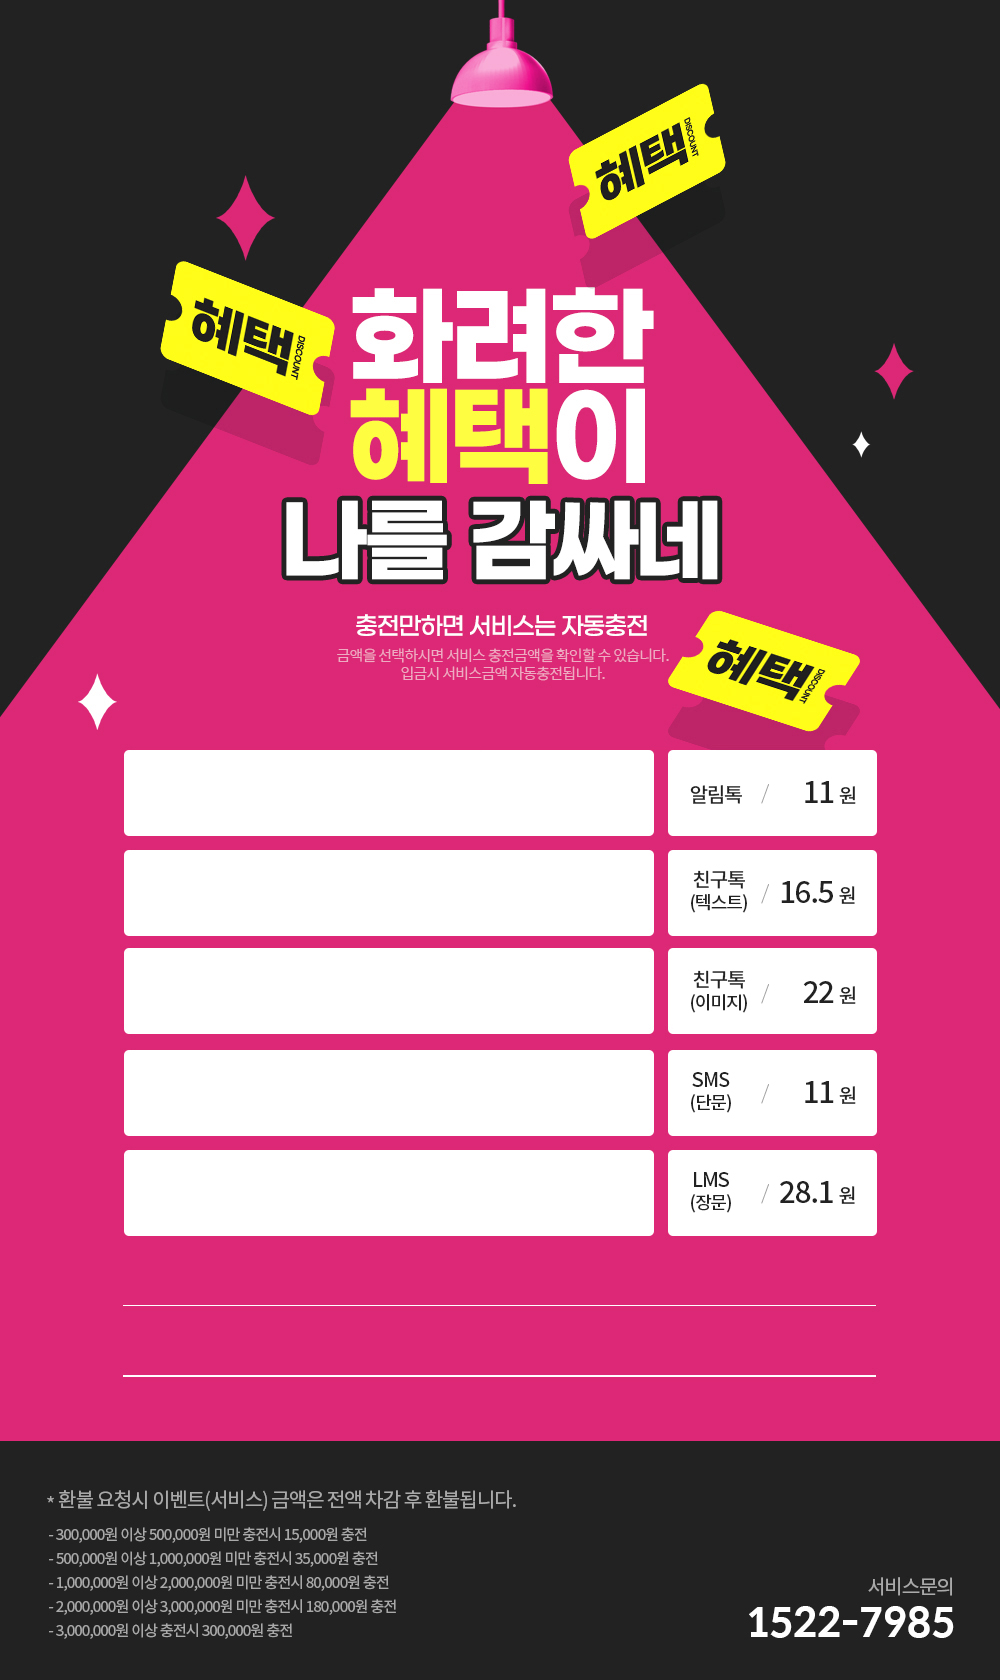 혜택
DISCOUNT
혜택
DISCOUNT
화려한
혜택이
나를 감싸네
충전만하면 서비스는 자동충전
금액을 선택하시면 서비스 충전금액을 확인할 수 있습니다.
입금시 서비스금액 자동충전됩니다.
혜택
DISCOUNT
알림톡 / 11 원
친구톡
(텍스트) / 16.5 원
친구톡
(이미지) / 22 원
SMS
(단문) / 11 원
LMS
(장문) / 28.1 원
* 환불 요청시 이벤트(서비스) 금액은 전액 차감 후 환불됩니다.
- 300,000원 이상 500,000원 미만 충전시 15,000원 충전
- 500,000원 이상 1,000,000원 미만 충전시 35,000원 충전
- 1,000,000원 이상 2,000,000원 미만 충전시 80,000원 충전
- 2,000,000원 이상 3,000,000원 미만 충전시 180,000원 충전
- 3,000,000원 이상 충전시 300,000원 충전
서비스문의
1522-7985